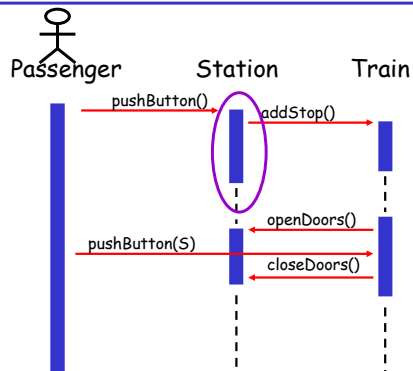 Passenger Station Train
pushButton()
addStop()
openDoors()
pushButton(S)
closeDoors()